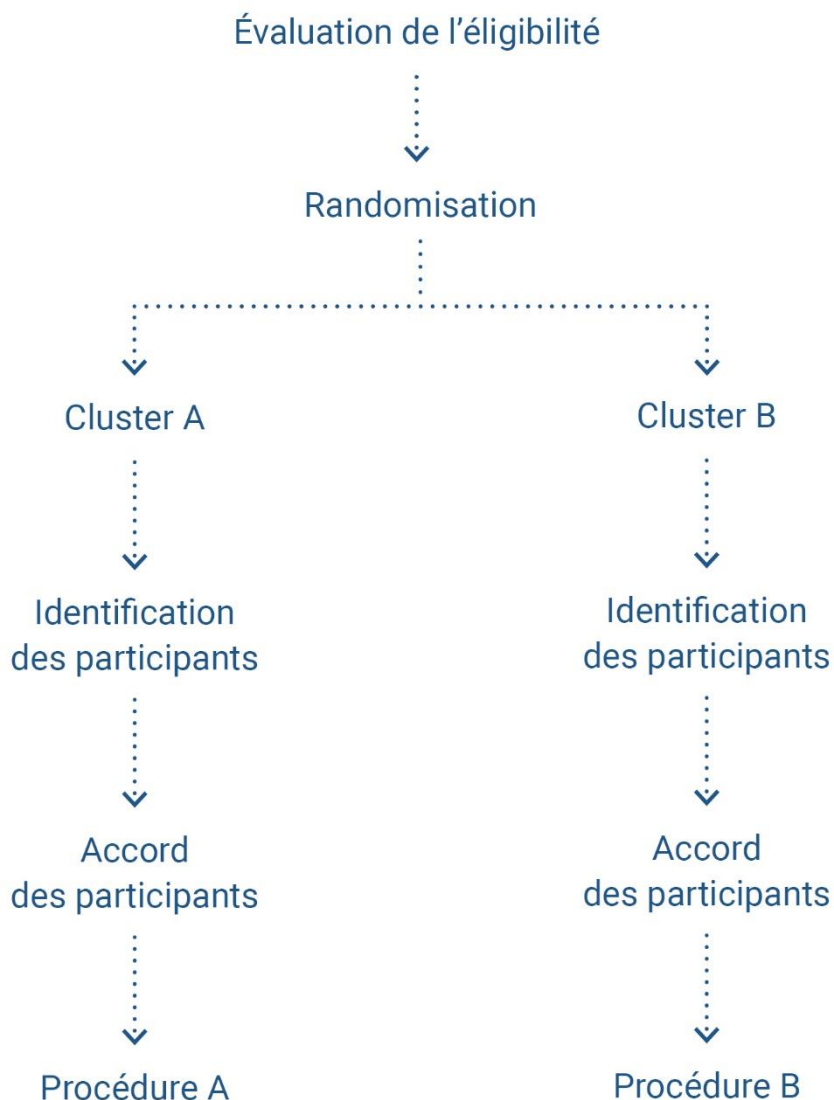 Évaluation de l’éligibilité
Randomisation
Cluster A
Cluster B
Identification
des participants
Identification
des participants
Accord
des participants
Accord
des participants
Procédure A
Procédure B